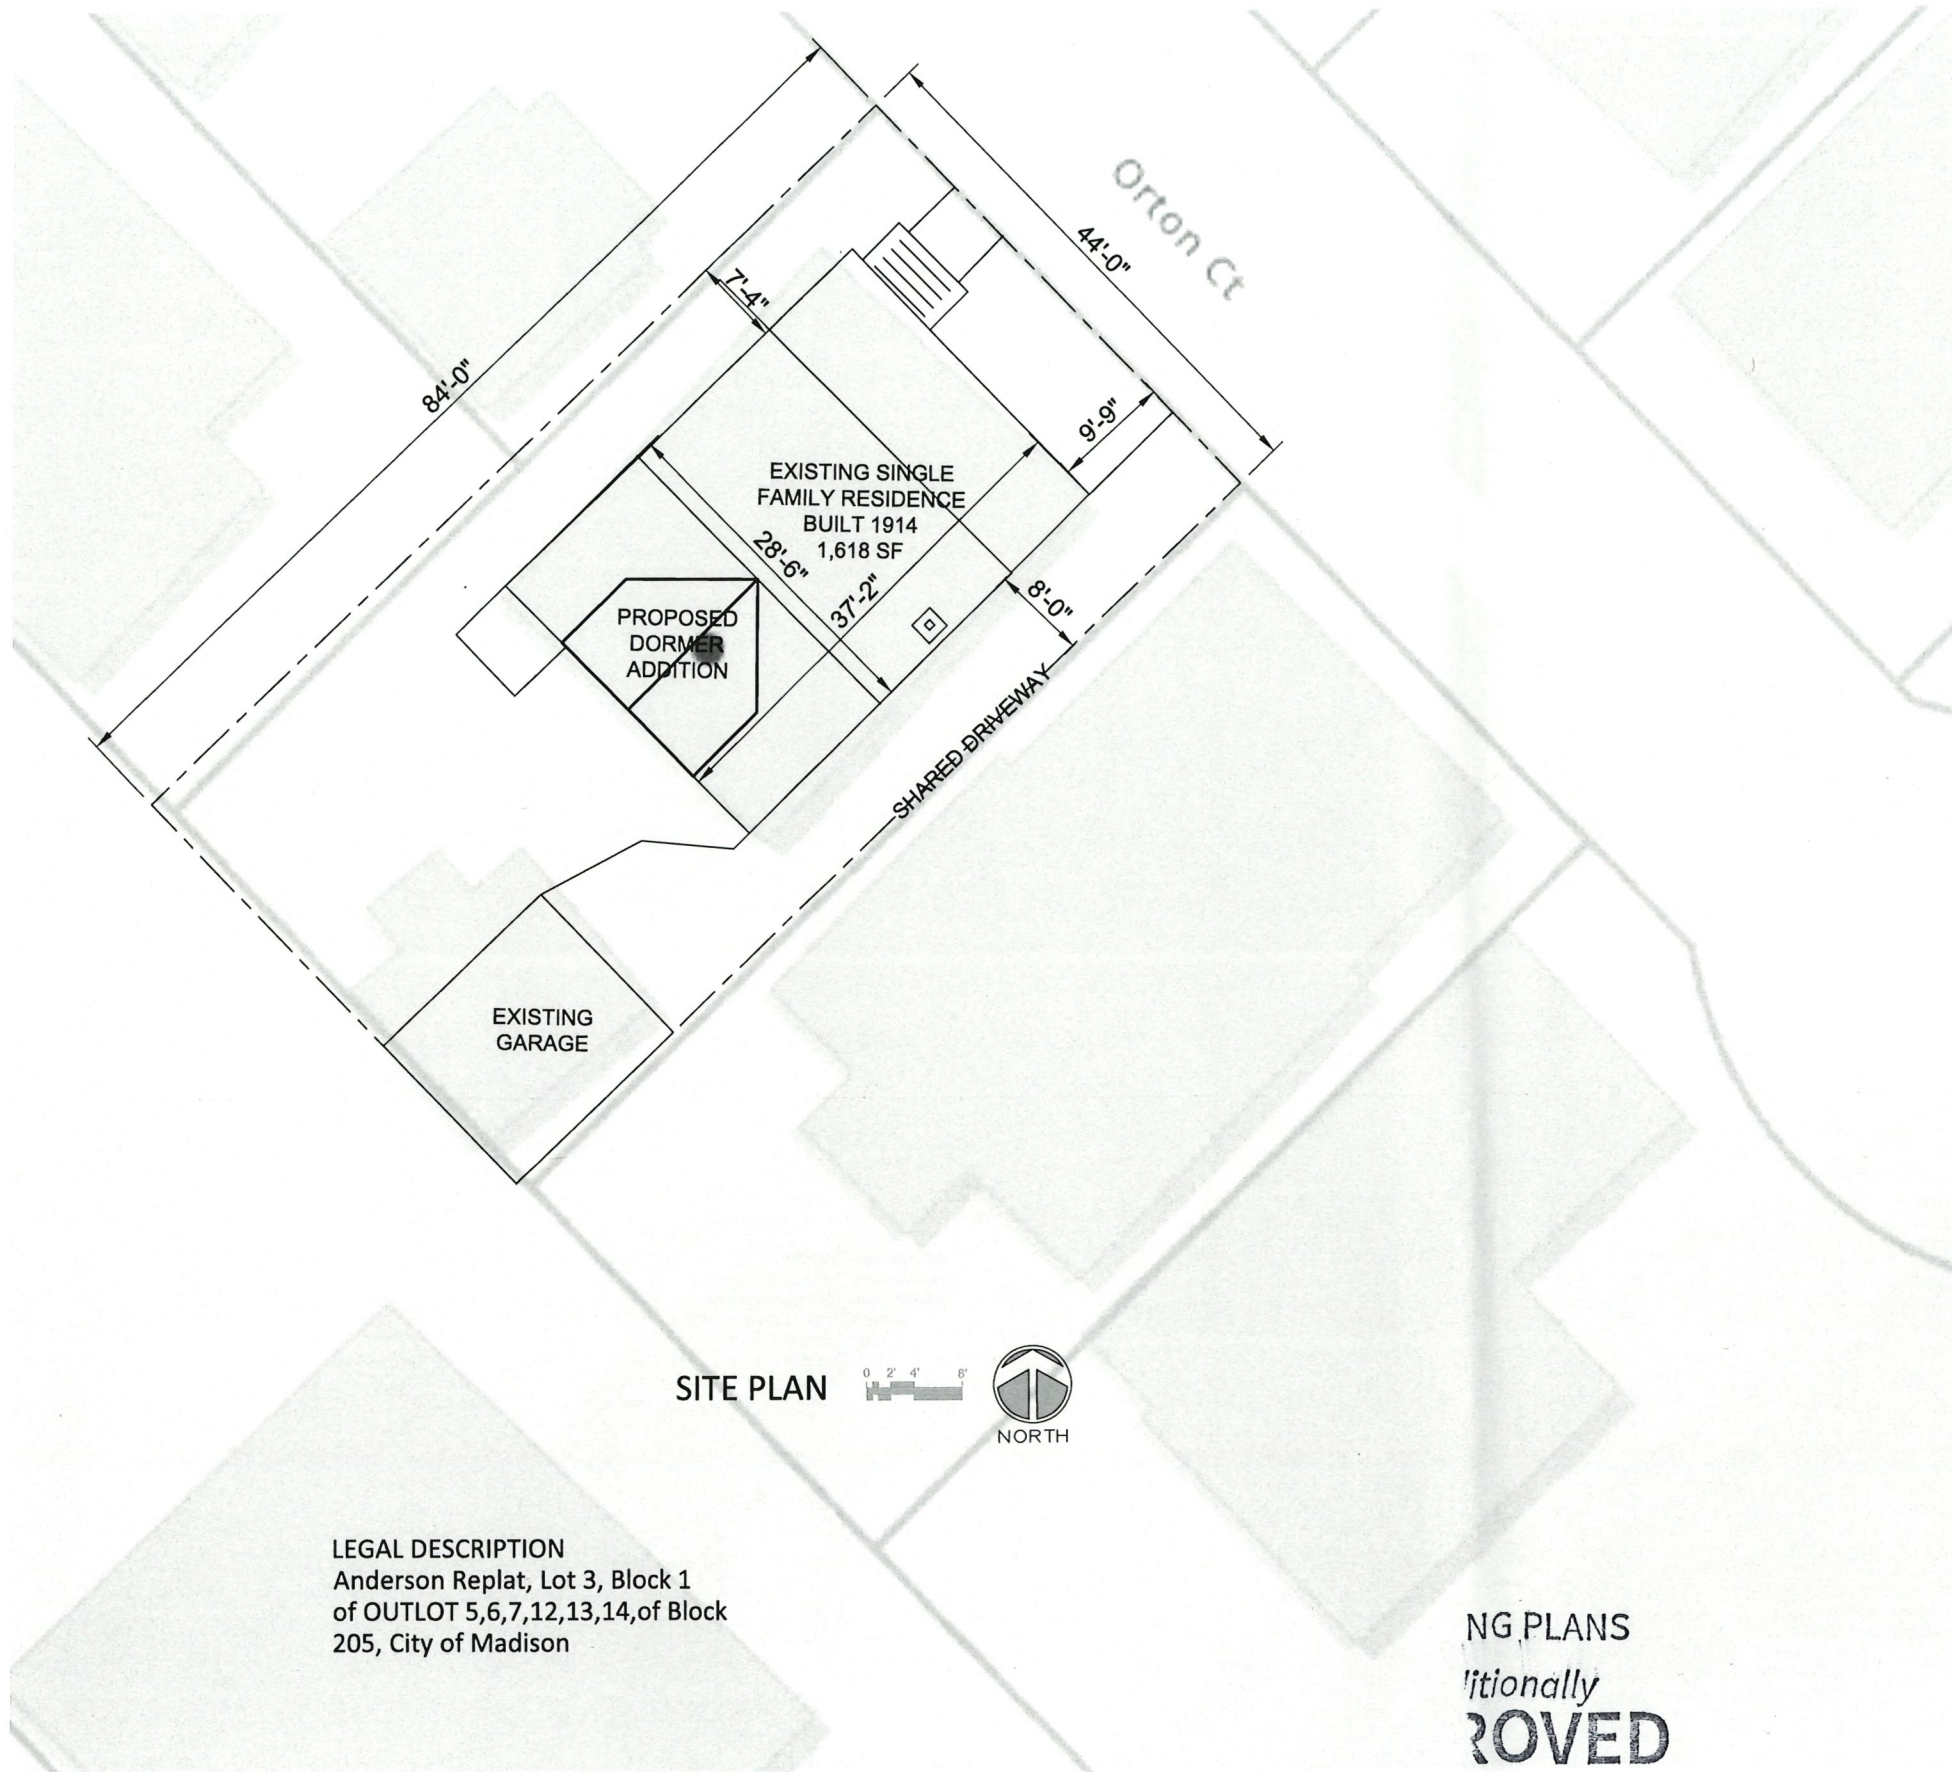 Orton Ct
44'-0"
7'-4"
84'-0"
9'-9"
EXISTING SINGLE
FAMILY RESIDENCE
BUILT 1914
1,618 SF
28'-6"
37'-2"
8'-0"
PROPOSED
DORMER
ADDITION
SHARED DRIVEWAY
EXISTING
GARAGE
SITE PLAN
0 2' 4' 8'
NORTH
LEGAL DESCRIPTION
Anderson Replat, Lot 3, Block 1
of OUTLOT 5,6,7,12,13,14,of Block
205, City of Madison
NG PLANS
itionally
ROVED